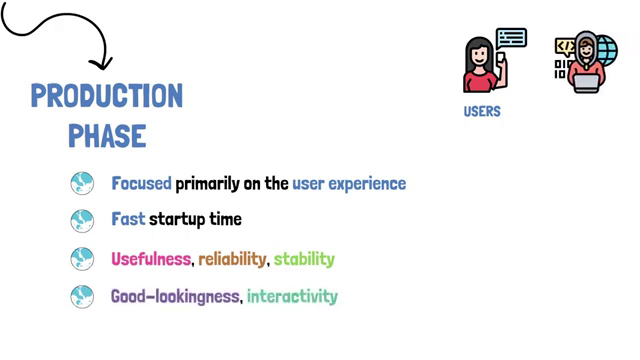 PRODUCTION
PHASE
USERS
Focused primarily on the user experience
Fast startup time
Usefulness, reliability, stability
Good-lookingness, interactivity